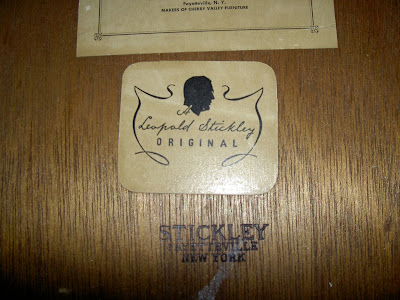 Fayetteville, N. Y.
MAKERS OF CHERRY VALLEY FURNITURE
A
Leopold Stickley
ORIGINAL
STICKLEY
FAYETTEVILLE
NEW YORK